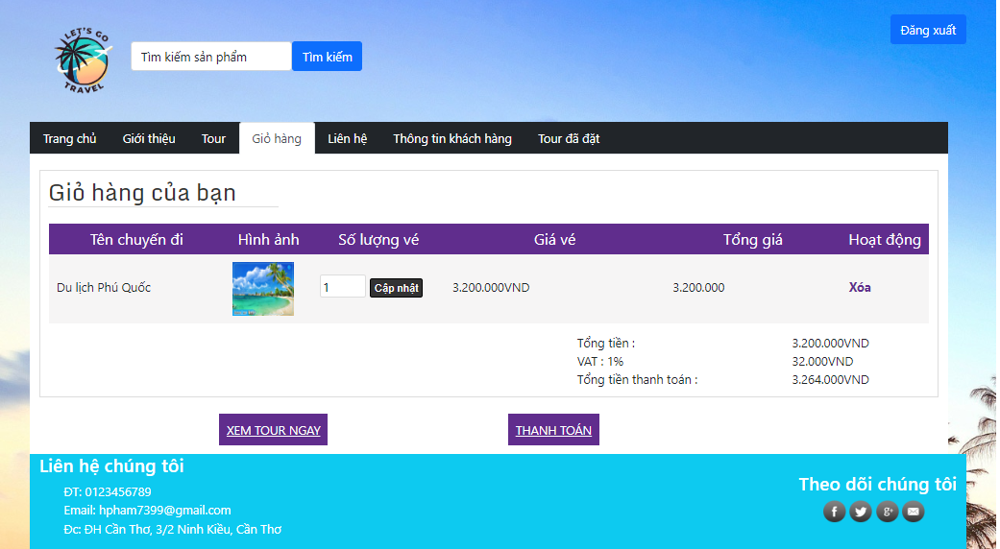 LET'S GO
TRAVEL
Tìm kiếm sản phẩm
Tìm kiếm
Đăng xuất
Trang chủ Giới thiệu Tour Giỏ hàng Liên hệ Thông tin khách hàng Tour đã đặt
Giỏ hàng của bạn
Tên chuyến đi Hình ảnh Số lượng vé Giá vé Tổng giá Hoạt động
Du lịch Phú Quốc 1 Cập nhật 3.200.000VND 3.200.000 Xóa
Tổng tiền : 3.200.000VND
VAT : 1% 32.000VND
Tổng tiền thanh toán : 3.264.000VND
XEM TOUR NGAY THANH TOÁN
Liên hệ chúng tôi
ĐT: 0123456789
Email: hpham7399@gmail.com
Đc: ĐH Cần Thơ, 3/2 Ninh Kiều, Cần Thơ
Theo dõi chúng tôi